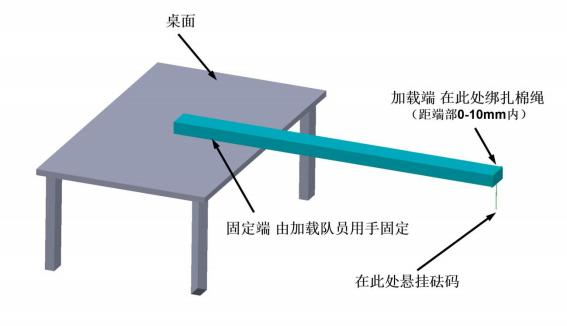 桌面
加载端 在此处绑扎棉绳
（距端部0-10mm内）
固定端 由加载队员用手固定
在此处悬挂砝码